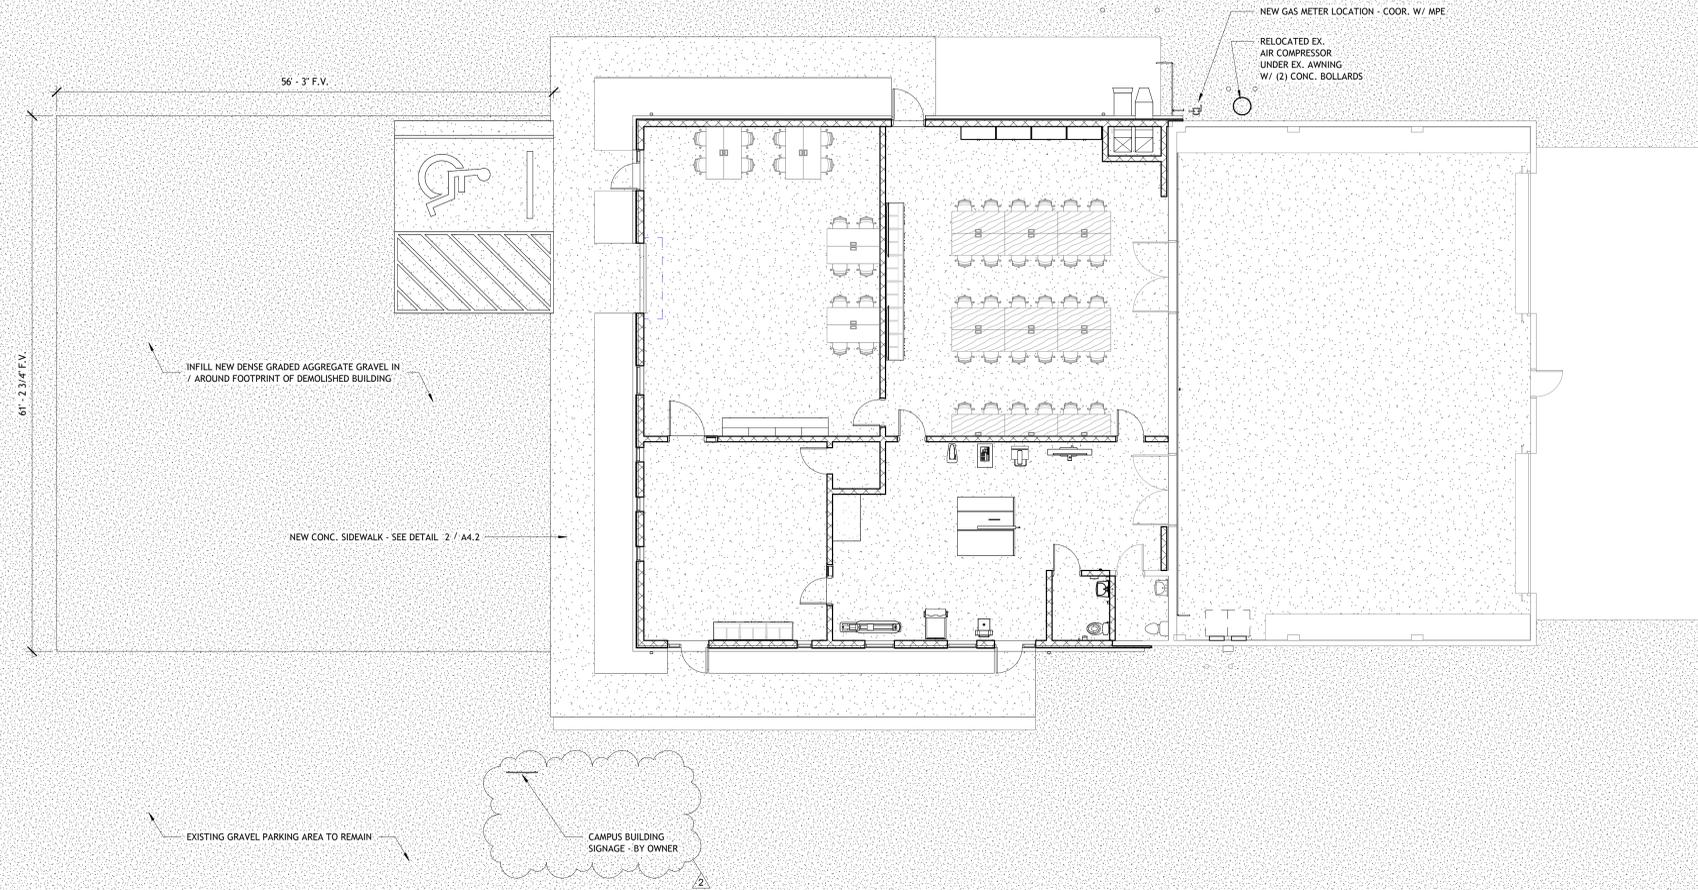 NEW GAS METER LOCATION - COOR. W/ MPE
RELOCATED EX.
AIR COMPRESSOR
UNDER EX. AWNING
W/ (2) CONC. BOLLARDS
56' - 3" F.V.
61' - 2 3/4" F.V.
INFILL NEW DENSE GRADED AGGREGATE GRAVEL IN
/ AROUND FOOTPRINT OF DEMOLISHED BUILDING
NEW CONC. SIDEWALK - SEE DETAIL 2 / A4.2
EXISTING GRAVEL PARKING AREA TO REMAIN
CAMPUS BUILDING
SIGNAGE - BY OWNER
2